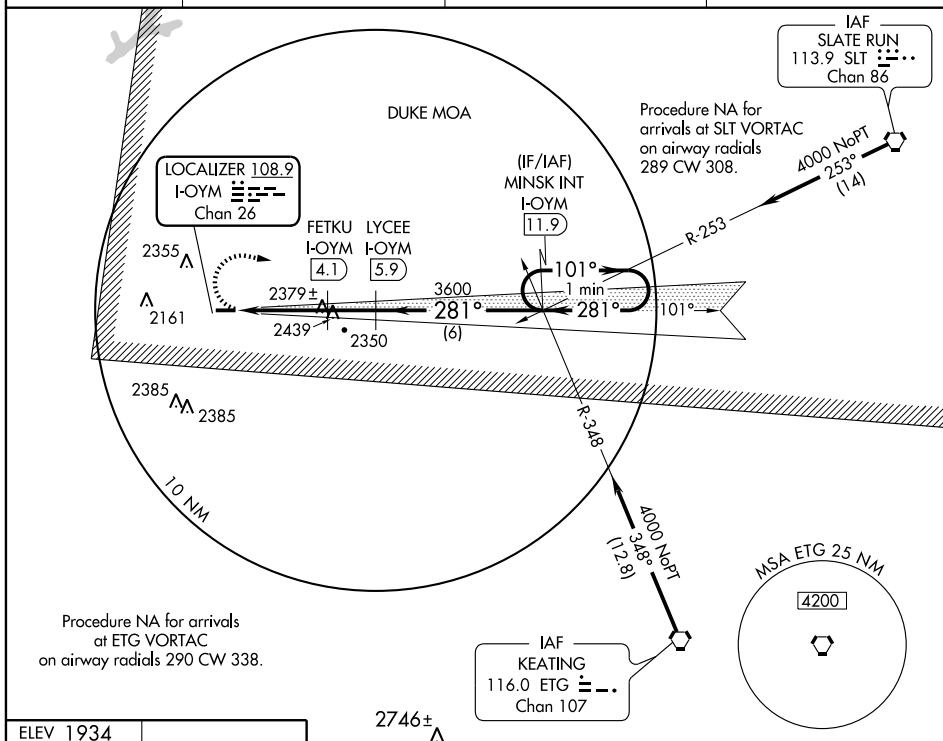 IAF
SLATE RUN
113.9 SLT
Chan 86
DUKE MOA
Procedure NA for
arrivals at SLT VORTAC
on airway radials
289 CW 308.
4000 NoPT
253°
(14)
R-253
LOCALIZER 108.9
I-OYM
Chan 26
(IF/IAF)
MINSK INT
I-OYM
11.9
FETKU
I-OYM
4.1
LYCEE
I-OYM
5.9
2355
2161
2379±
2439
2350
3600
281°
(6)
101°
1 min
281°
101°
2385
2385
10 NM
R-348
4000 NoPT
348°
(12.8)
MSA ETG 25 NM
4200
Procedure NA for arrivals
at ETG VORTAC
on airway radials 290 CW 338.
IAF
KEATING
116.0 ETG
Chan 107
2746±
ELEV 1934